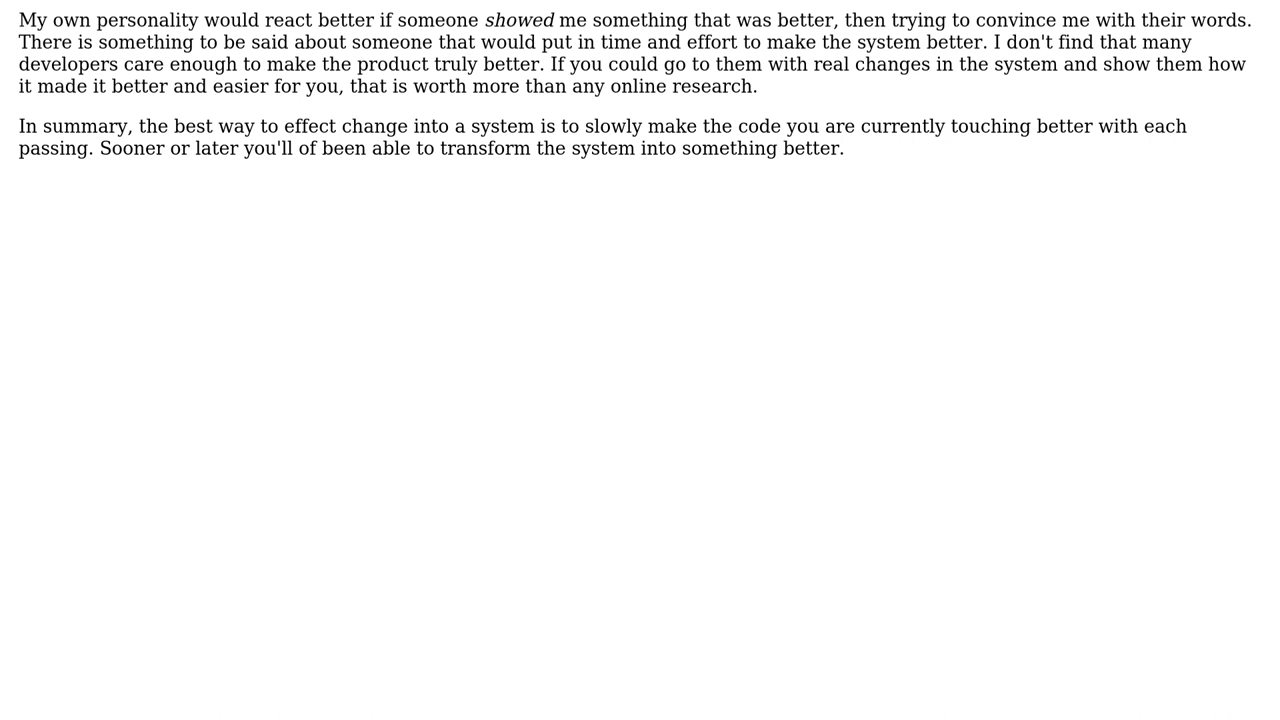 My own personality would react better if someone showed me something that was better, then trying to convince me with their words.
There is something to be said about someone that would put in time and effort to make the system better. I don't find that many
developers care enough to make the product truly better. If you could go to them with real changes in the system and show them how
it made it better and easier for you, that is worth more than any online research.
In summary, the best way to effect change into a system is to slowly make the code you are currently touching better with each
passing. Sooner or later you'll of been able to transform the system into something better.